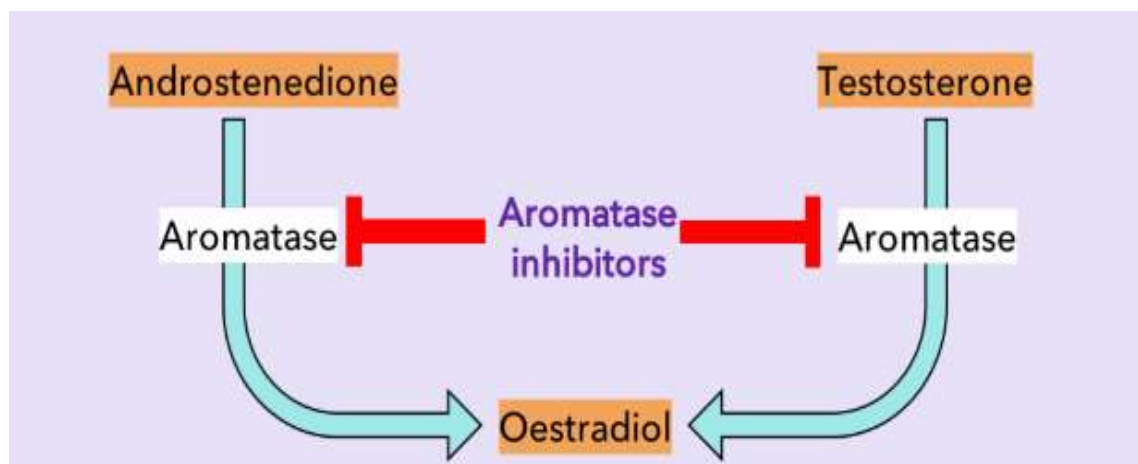 Androstenedione
Testosterone
Aromatase
Aromatase
inhibitors
Aromatase
Oestradiol